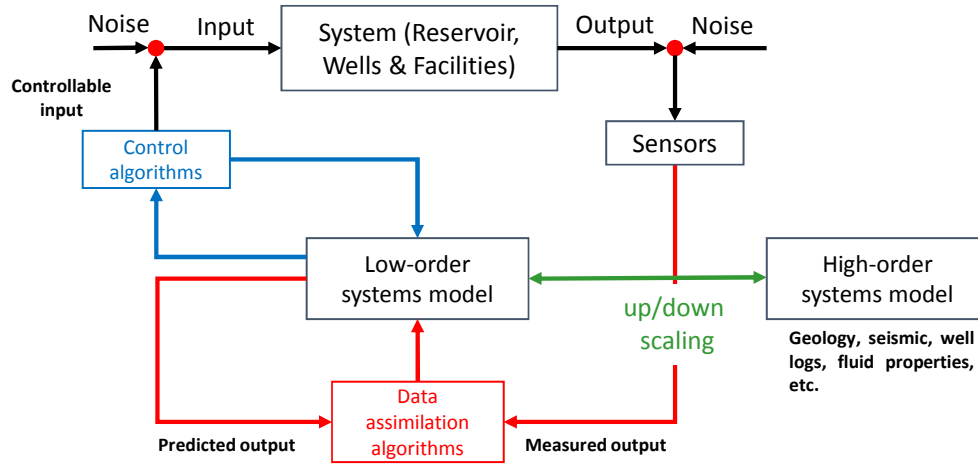 Noise
Input
System (Reservoir,
Wells & Facilities)
Output
Noise
Controllable
input
Control
algorithms
Sensors
Low-order
systems model
up/down
scaling
High-order
systems model
Geology, seismic, well
logs, fluid properties,
etc.
Predicted output
Data
assimilation
algorithms
Measured output